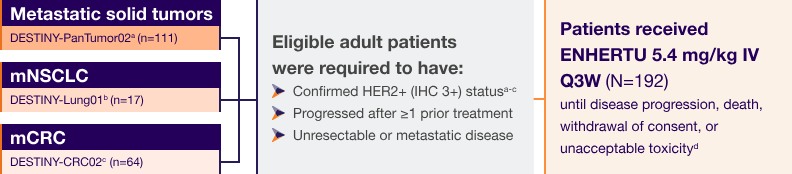 Metastatic solid tumors
DESTINY-PanTumor02ᵃ (n=111)
mNSCLC
DESTINY-Lung01ᵇ (n=17)
mCRC
DESTINY-CRC02ᶜ (n=64)
Eligible adult patients
were required to have:
Confirmed HER2+ (IHC 3+) statusᵃ⁻ᶜ
Progressed after ≥1 prior treatment
Unresectable or metastatic disease
Patients received
ENHERTU 5.4 mg/kg IV
Q3W (N=192)
until disease progression, death,
withdrawal of consent, or
unacceptable toxicityᵈ